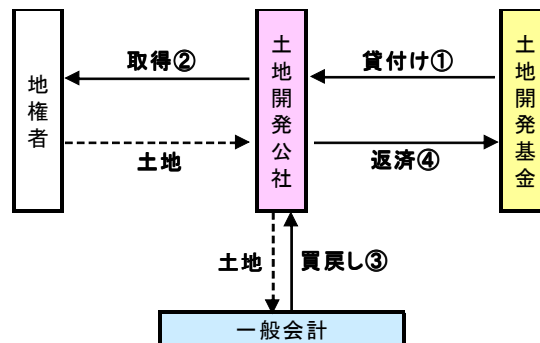 地権者
取得②
土地
土地開発公社
貸付け①
返済④
土地開発基金
土地
買戻し③
一般会計